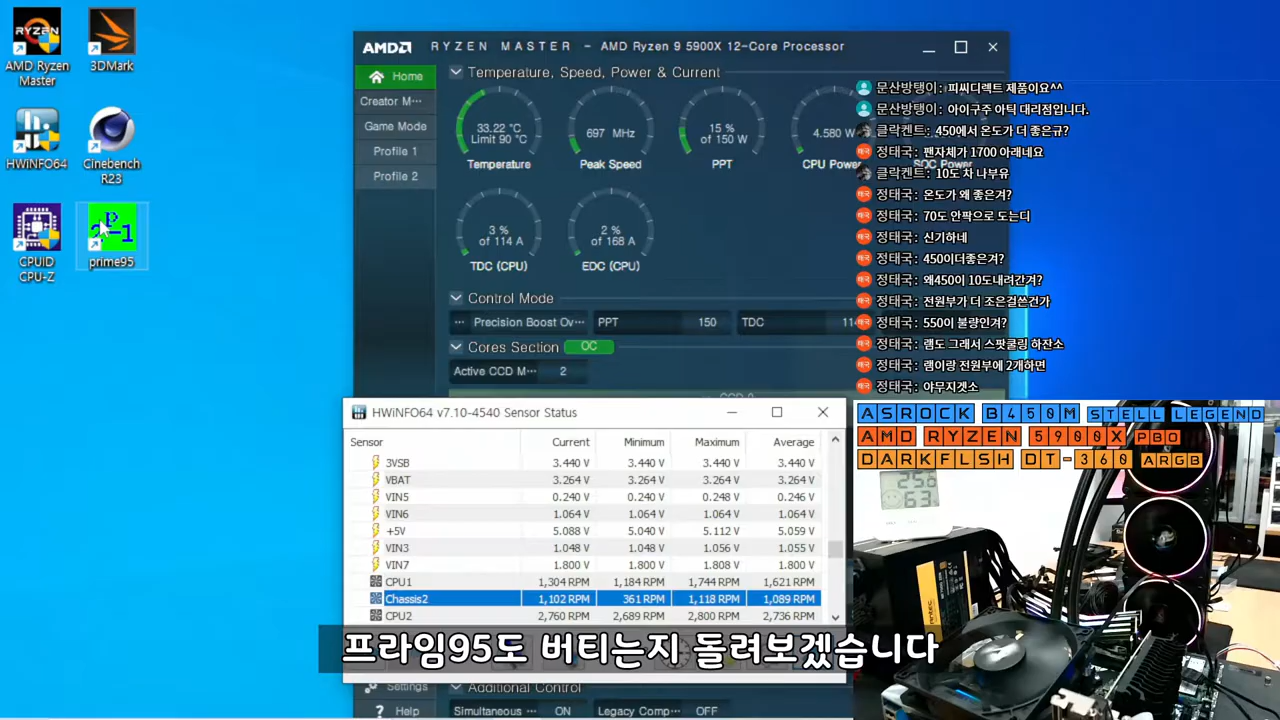 AMD Ryzen
Master
3DMark
HWiNFO64
Cinebench
R23
CPUID
CPU-Z
prime95
AMD RYZEN MASTER - AMD Ryzen 9 5900X 12-Core Processor
Home
Creator M···
Game Mode
Profile 1
Profile 2
Temperature, Speed, Power & Current
33.22 °C
Limit 90 °C
Temperature
697 MHz
Peak Speed
15 %
of 150 W
PPT
4.580 W
CPU Power
SOC Power
3 %
of 114 A
TDC (CPU)
2 %
of 168 A
EDC (CPU)
Control Mode
··· Precision Boost Ov··· PPT 150 TDC 114
Cores Section OC
Active CCD M··· 2
문산방탱이: 피씨디렉트 제품이요^^
문산방탱이: 아이구주 아틱 대리점입니다.
클락켄트: 450에서 온도가 더 좋은규?
정태국: 팬자체가 1700 아래네요
클락켄트: 10도 차 나부유
정태국: 온도가 왜 좋은겨?
정태국: 70도 안팍으로 도는디
정태국: 신기하네
정태국: 450이더좋은겨?
정태국: 왜450이 10도내려간겨?
정태국: 전원부가 더 조은걸쓴건가
정태국: 550이 불량인겨?
정태국: 램도 그래서 스팟쿨링 하잔소
정태국: 램이랑 전원부에 2개하면
정태국: 야무지겟소
HWiNFO64 v7.10-4540 Sensor Status
Sensor Current Minimum Maximum Average
3VSB 3.440 V 3.440 V 3.440 V 3.440 V
VBAT 3.264 V 3.264 V 3.264 V 3.264 V
VIN5 0.240 V 0.240 V 0.248 V 0.246 V
VIN6 1.064 V 1.064 V 1.064 V 1.064 V
+5V 5.088 V 5.040 V 5.112 V 5.059 V
VIN3 1.048 V 1.048 V 1.056 V 1.055 V
VIN7 1.800 V 1.800 V 1.808 V 1.800 V
CPU1 1,304 RPM 1,184 RPM 1,744 RPM 1,621 RPM
Chassis2 1,102 RPM 361 RPM 1,118 RPM 1,089 RPM
CPU2 2,760 RPM 2,689 RPM 2,800 RPM 2,736 RPM
ASROCK B450M STELL LEGEND
AMD RYZEN 5900X PBO
DARKFLSH DT-360 ARGB
256
63
프라임95도 버티는지 돌려보겠습니다
Settings
Additional Control
Help
Simultaneous ··· ON Legacy Comp··· OFF